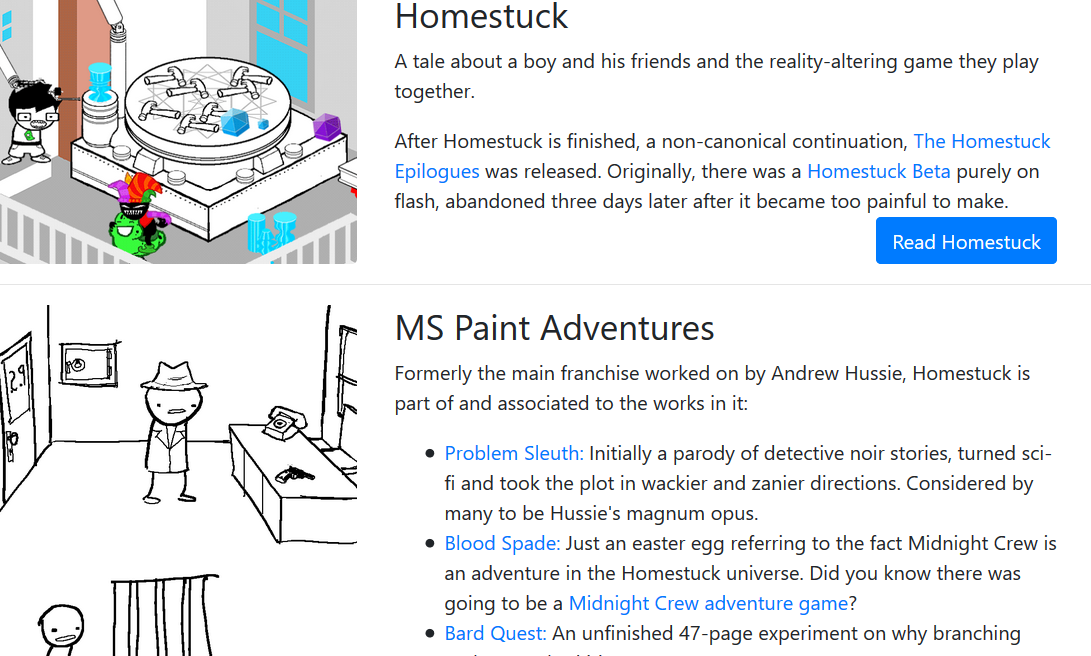 Homestuck
A tale about a boy and his friends and the reality-altering game they play
together.
After Homestuck is finished, a non-canonical continuation, The Homestuck
Epilogues was released. Originally, there was a Homestuck Beta purely on
flash, abandoned three days later after it became too painful to make.
Read Homestuck
29
MS Paint Adventures
Formerly the main franchise worked on by Andrew Hussie, Homestuck is
part of and associated to the works in it:
• Problem Sleuth: Initially a parody of detective noir stories, turned sci-
fi and took the plot in wackier and zanier directions. Considered by
many to be Hussie's magnum opus.
• Blood Spade: Just an easter egg referring to the fact Midnight Crew is
an adventure in the Homestuck universe. Did you know there was
going to be a Midnight Crew adventure game?
• Bard Quest: An unfinished 47-page experiment on why branching